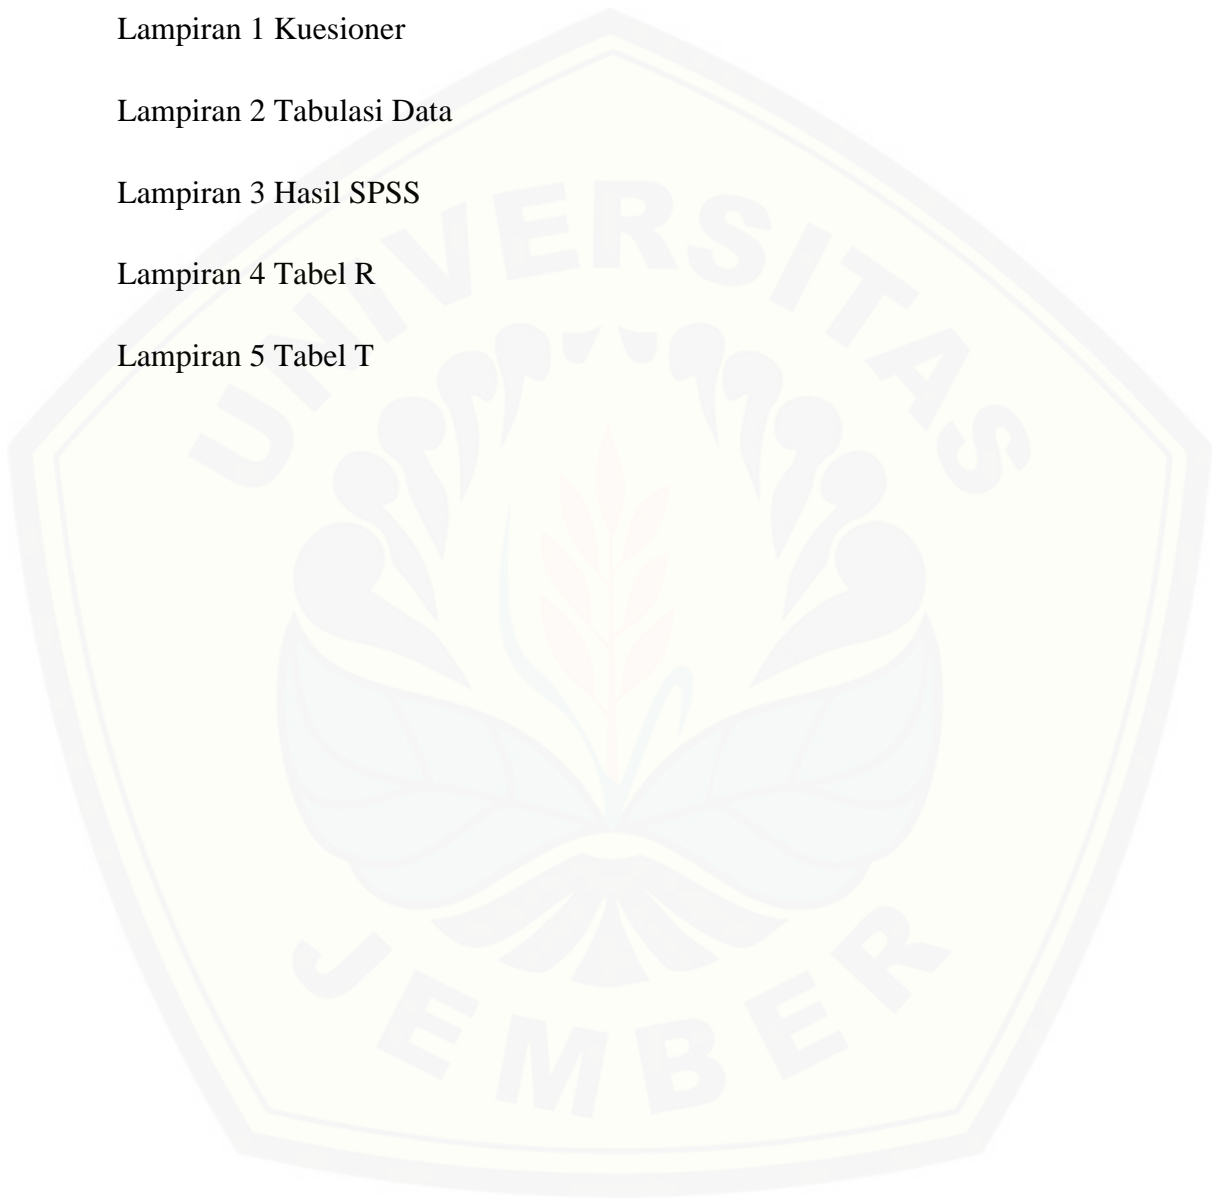 Lampiran 1 Kuesioner
Lampiran 2 Tabulasi Data
Lampiran 3 Hasil SPSS
Lampiran 4 Tabel R
Lampiran 5 Tabel T
UNIVERSITAS
JEMBER